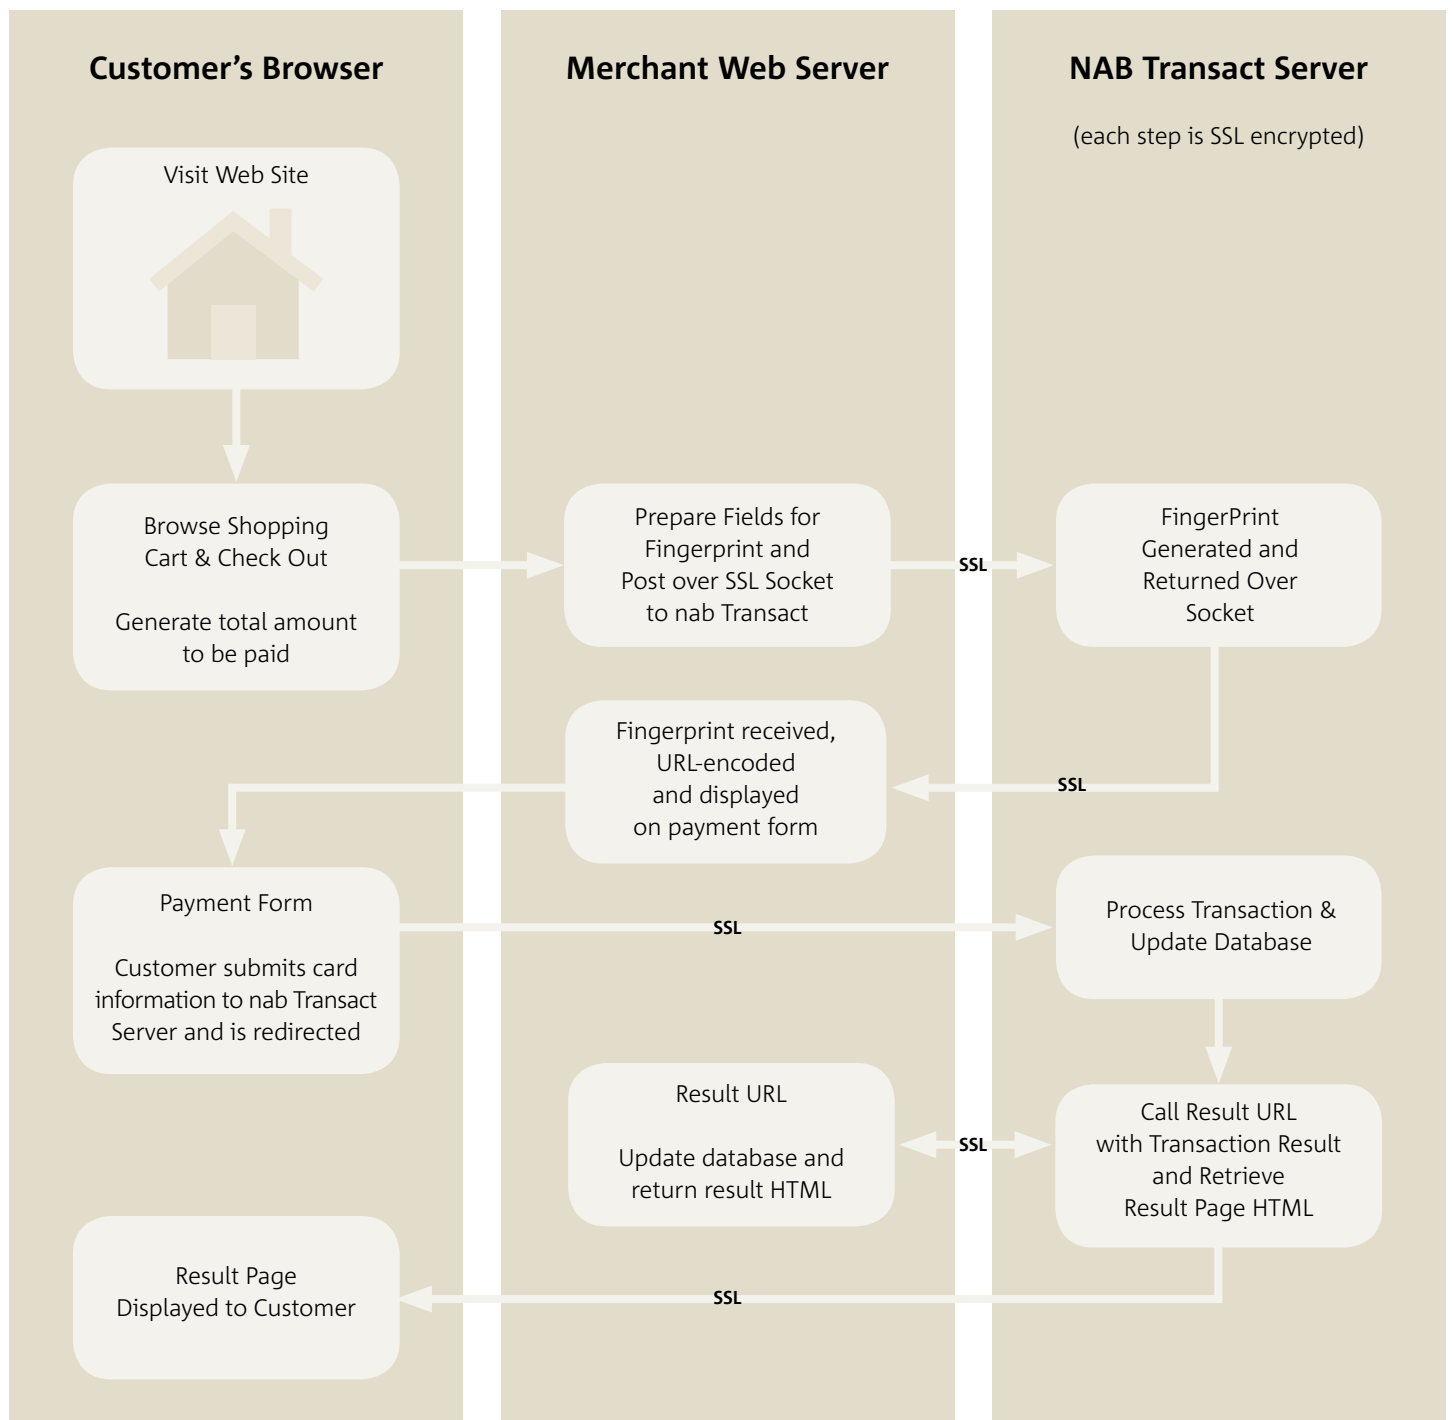 Customer’s Browser
Merchant Web Server
NAB Transact Server
(each step is SSL encrypted)
Visit Web Site
Browse Shopping
Cart & Check Out
Generate total amount
to be paid
Prepare Fields for
Fingerprint and
Post over SSL Socket
to nab Transact
SSL
FingerPrint
Generated and
Returned Over
Socket
SSL
Fingerprint received,
URL-encoded
and displayed
on payment form
Payment Form
Customer submits card
information to nab Transact
Server and is redirected
SSL
Process Transaction &
Update Database
Call Result URL
with Transaction Result
and Retrieve
Result Page HTML
SSL
Result URL
Update database and
return result HTML
SSL
Result Page
Displayed to Customer